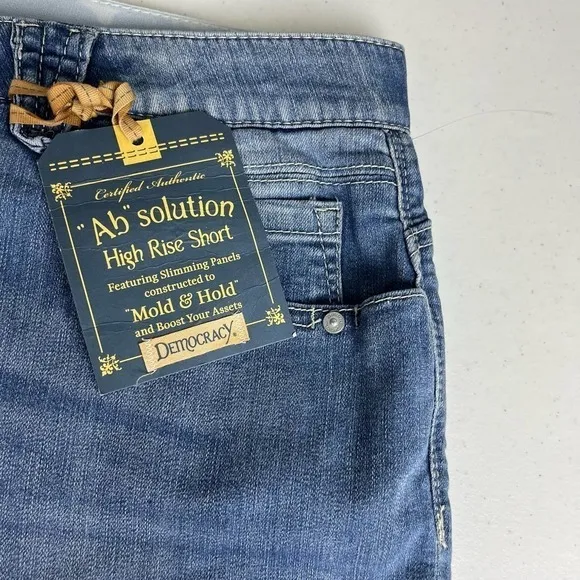 Certified Authentic
"Ab" solution
High Rise Short
Featuring Slimming Panels
constructed to
"Mold & Hold"
and Boost Your Assets
DEMOCRACY